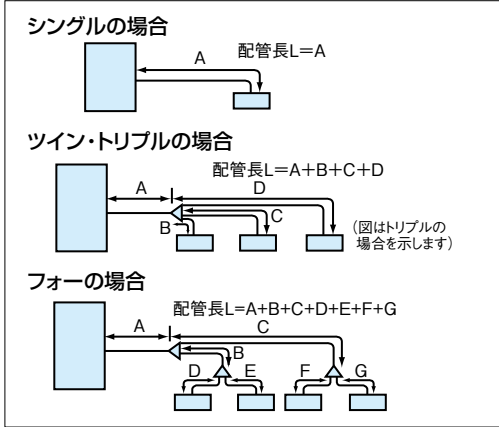 シングルの場合
配管長L=A
A
ツイン・トリプルの場合
配管長L=A+B+C+D
A
D
C
B
(図はトリプルの
場合を示します)
フォーの場合
配管長L=A+B+C+D+E+F+G
A
C
B
D
E
F
G